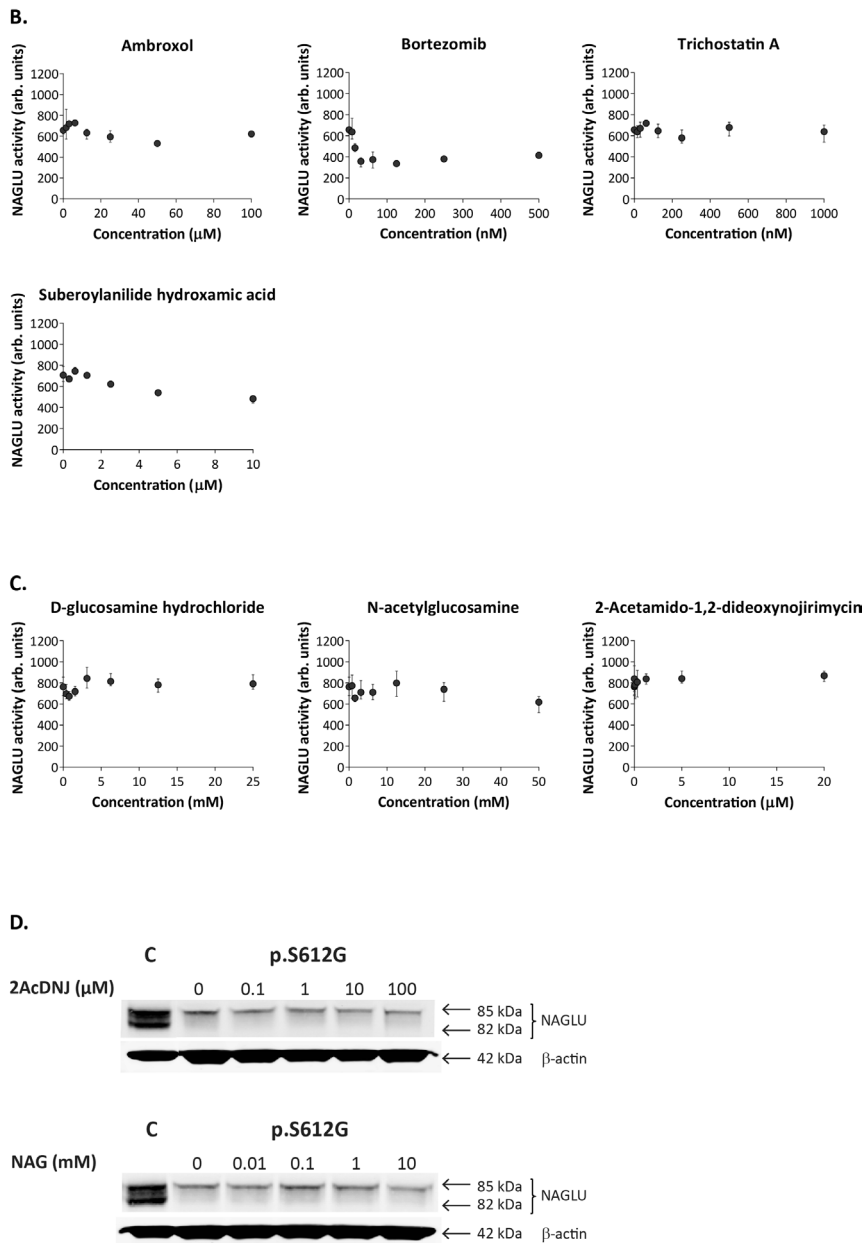 B.
Ambroxol
NAGLU activity (arb. units)
1200
1000
800
600
400
200
0
0 20 40 60 80 100
Concentration (µM)
Bortezomib
NAGLU activity (arb. units)
1200
1000
800
600
400
200
0
0 100 200 300 400 500
Concentration (nM)
Trichostatin A
NAGLU activity (arb. units)
1200
1000
800
600
400
200
0
0 200 400 600 800 1000
Concentration (nM)
Suberoylanilide hydroxamic acid
NAGLU activity (arb. units)
1200
1000
800
600
400
200
0
0 2 4 6 8 10
Concentration (µM)
C.
D-glucosamine hydrochloride
NAGLU activity (arb. units)
1200
1000
800
600
400
200
0
0 5 10 15 20 25
Concentration (mM)
N-acetylglucosamine
NAGLU activity (arb. units)
1200
1000
800
600
400
200
0
0 10 20 30 40 50
Concentration (mM)
2-Acetamido-1,2-dideoxynojirimycin
NAGLU activity (arb. units)
1200
1000
800
600
400
200
0
0 5 10 15 20
Concentration (µM)
D.
C p.S612G
2AcDNJ (µM) 0 0.1 1 10 100
85 kDa
82 kDa
NAGLU
42 kDa β-actin
C p.S612G
NAG (mM) 0 0.01 0.1 1 10
85 kDa
82 kDa
NAGLU
42 kDa β-actin